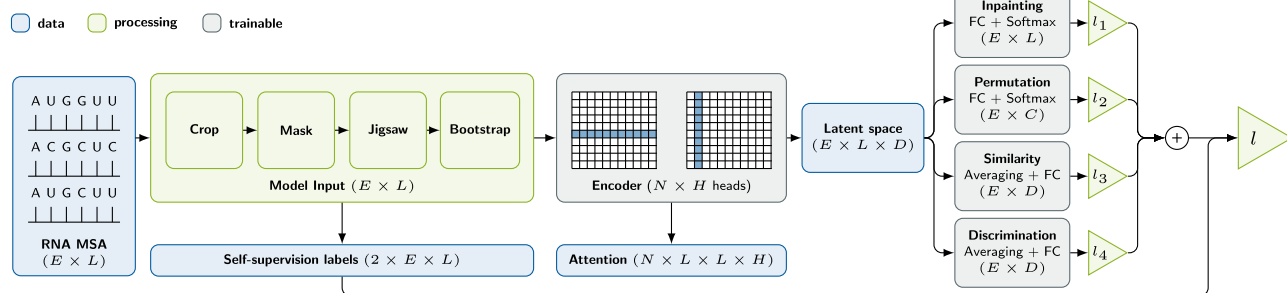 data
processing
trainable
A U G G U U
A C G C U C
A U G C U U
RNA MSA
(E × L)
Crop
Mask
Jigsaw
Bootstrap
Model Input (E × L)
Self-supervision labels (2 × E × L)
Encoder (N × H heads)
Attention (N × L × L × H)
Latent space
(E × L × D)
Inpainting
FC + Softmax
(E × L)
l1
Permutation
FC + Softmax
(E × C)
l2
Similarity
Averaging + FC
(E × D)
l3
Discrimination
Averaging + FC
(E × D)
l4
+
l